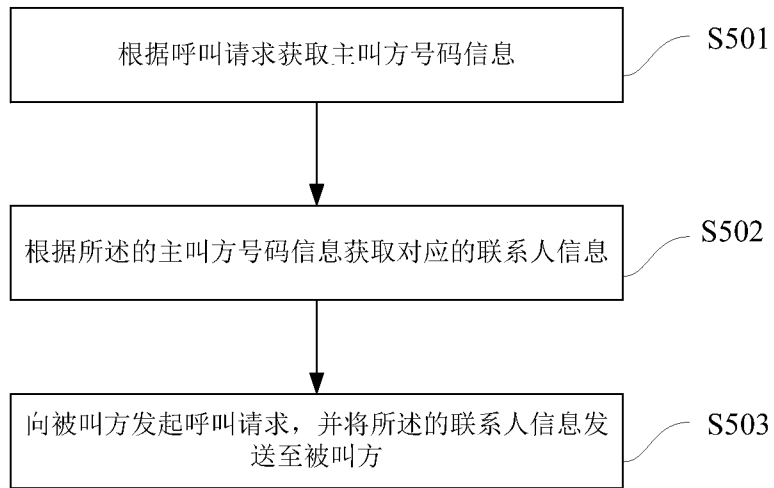 根据呼叫请求获取主叫方号码信息
S501
根据所述的主叫方号码信息获取对应的联系人信息
S502
向被叫方发起呼叫请求，并将所述的联系人信息发
送至被叫方
S503